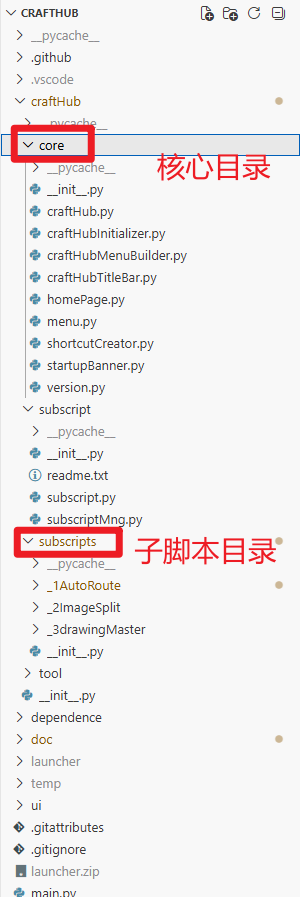 CRAFTHUB
__pycache__
.github
.vscode
craftHub
__pycache__
core
核心目录
__pycache__
__init__.py
craftHub.py
craftHubInitializer.py
craftHubMenuBuilder.py
craftHubTitleBar.py
homePage.py
menu.py
shortcutCreator.py
startupBanner.py
version.py
subscript
__pycache__
__init__.py
readme.txt
subscript.py
subscriptMng.py
subscripts
子脚本目录
__pycache__
_1AutoRoute
_2ImageSplit
_3drawingMaster
__init__.py
tool
__init__.py
dependence
doc
launcher
temp
ui
.gitattributes
.gitignore
launcher.zip
main.py